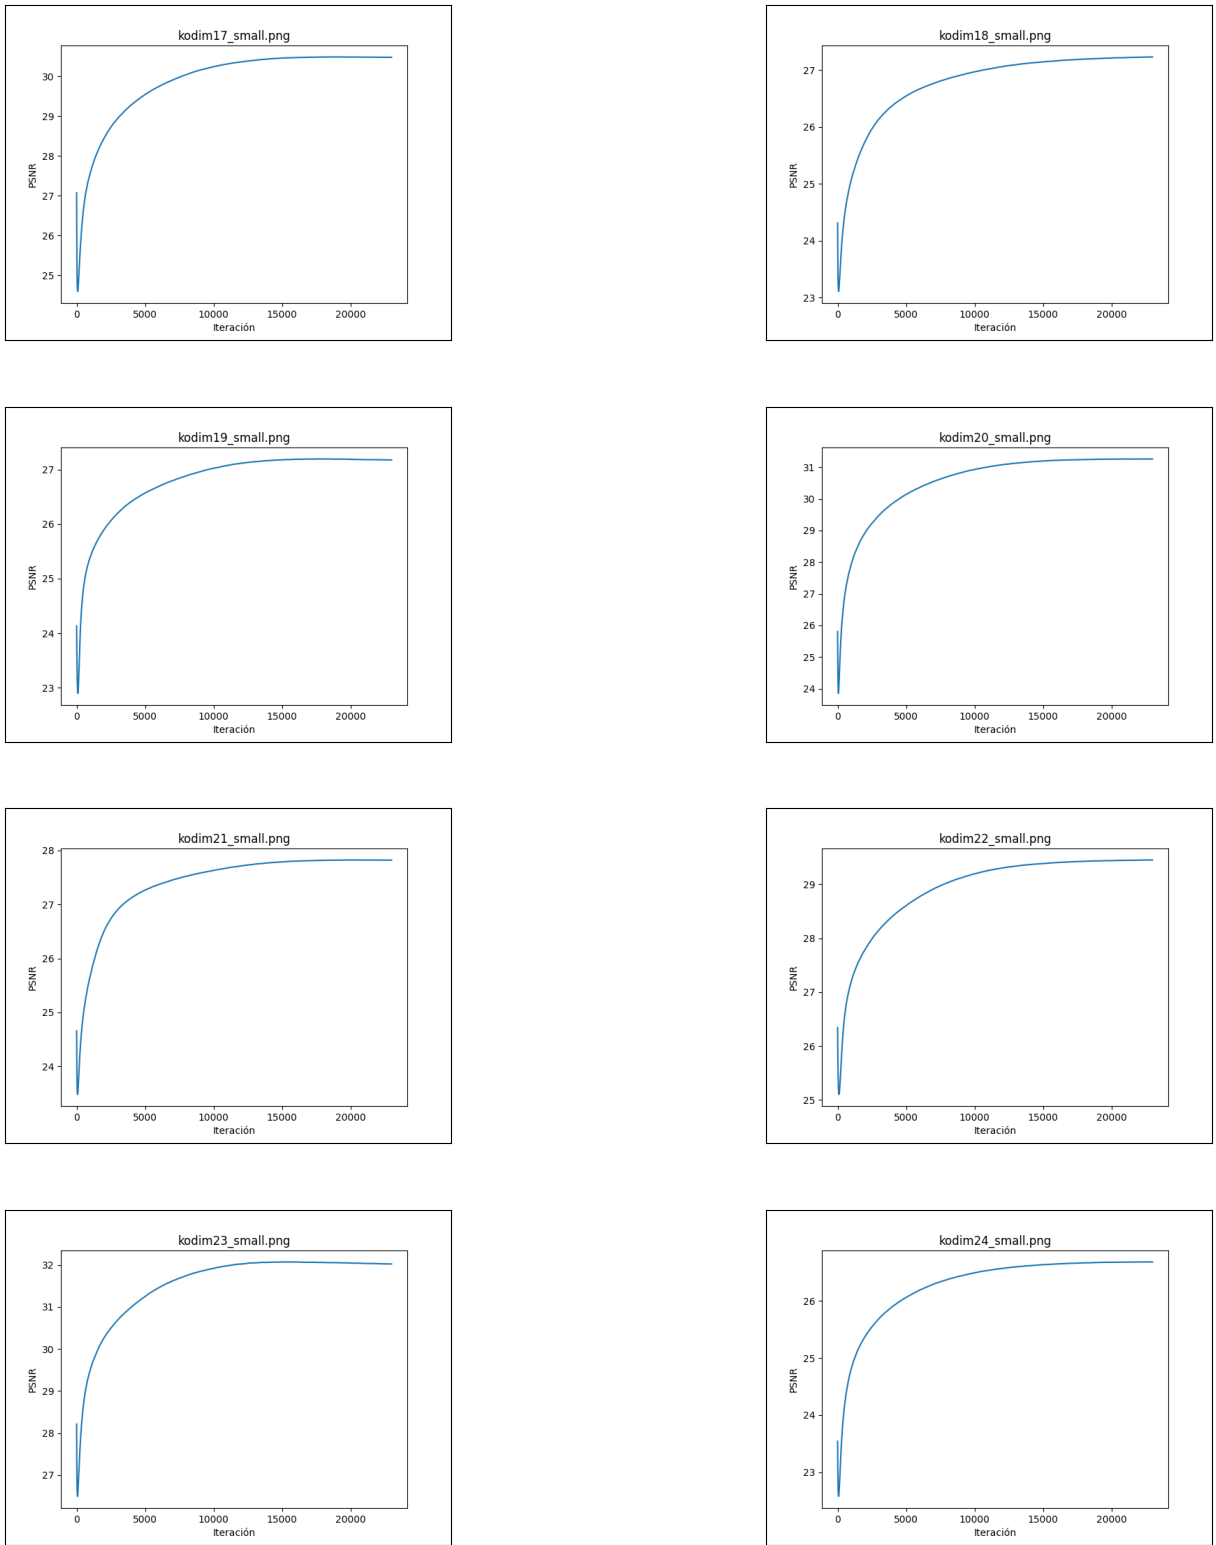 kodim17_small.png
30
29
28
27
26
25
PSNR
0 5000 10000 15000 20000
Iteración
kodim18_small.png
27
26
25
24
23
PSNR
0 5000 10000 15000 20000
Iteración
kodim19_small.png
27
26
25
24
23
PSNR
0 5000 10000 15000 20000
Iteración
kodim20_small.png
31
30
29
28
27
26
25
24
PSNR
0 5000 10000 15000 20000
Iteración
kodim21_small.png
28
27
26
25
24
PSNR
0 5000 10000 15000 20000
Iteración
kodim22_small.png
29
28
27
26
25
PSNR
0 5000 10000 15000 20000
Iteración
kodim23_small.png
32
31
30
29
28
27
PSNR
0 5000 10000 15000 20000
Iteración
kodim24_small.png
26
25
24
23
PSNR
0 5000 10000 15000 20000
Iteración